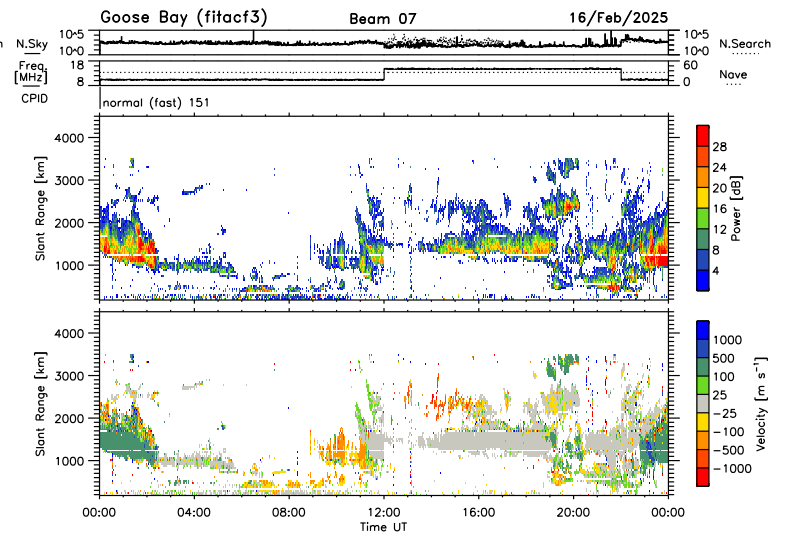 Goose Bay (fitacf3) Beam 07 16/Feb/2025
n N.Sky 10^5 10^5 N.Search
10^0 10^0
Freq. 18 60 Nave
[MHz] 8 0
CPID normal (fast) 151
Slant Range [km]
4000
3000
2000
1000
28
24
20
16
12
8
4
Power [dB]
Slant Range [km]
4000
3000
2000
1000
1000
500
100
25
-25
-100
-500
-1000
Velocity [m s⁻¹]
00:00 04:00 08:00 12:00 16:00 20:00 00:00
Time UT